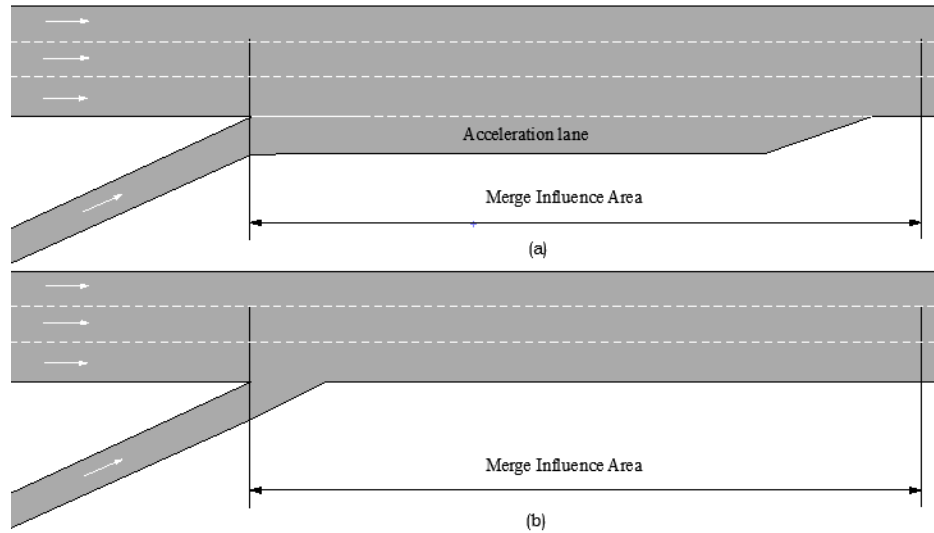 Acceleration lane
Merge Influence Area
(a)
Merge Influence Area
(b)